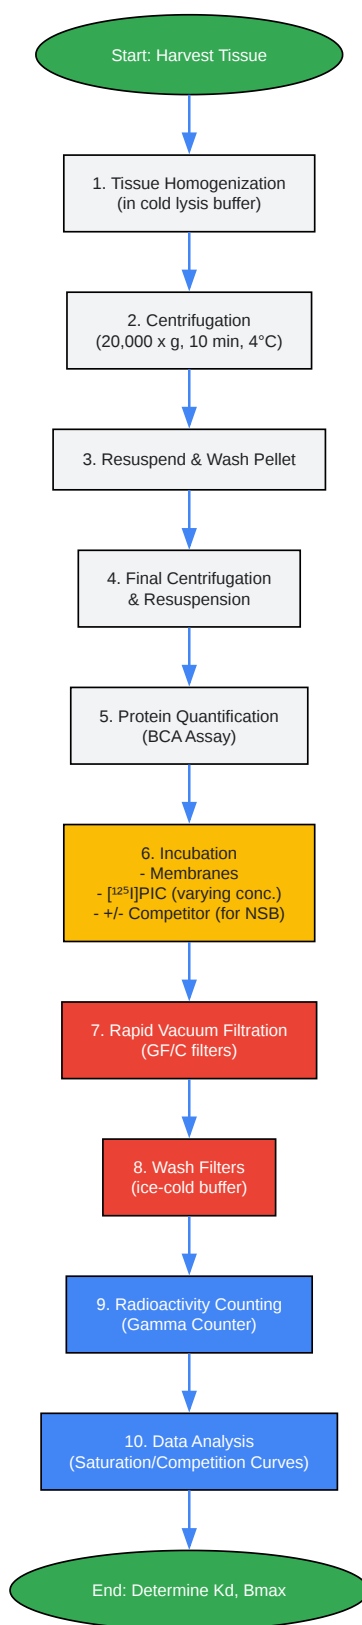 Start: Harvest Tissue
1. Tissue Homogenization
(in cold lysis buffer)
2. Centrifugation
(20,000 x g, 10 min, 4°C)
3. Resuspend & Wash Pellet
4. Final Centrifugation
& Resuspension
5. Protein Quantification
(BCA Assay)
6. Incubation
- Membranes
- [¹²⁵I]PIC (varying conc.)
- +/- Competitor (for NSB)
7. Rapid Vacuum Filtration
(GF/C filters)
8. Wash Filters
(ice-cold buffer)
9. Radioactivity Counting
(Gamma Counter)
10. Data Analysis
(Saturation/Competition Curves)
End: Determine Kd, Bmax